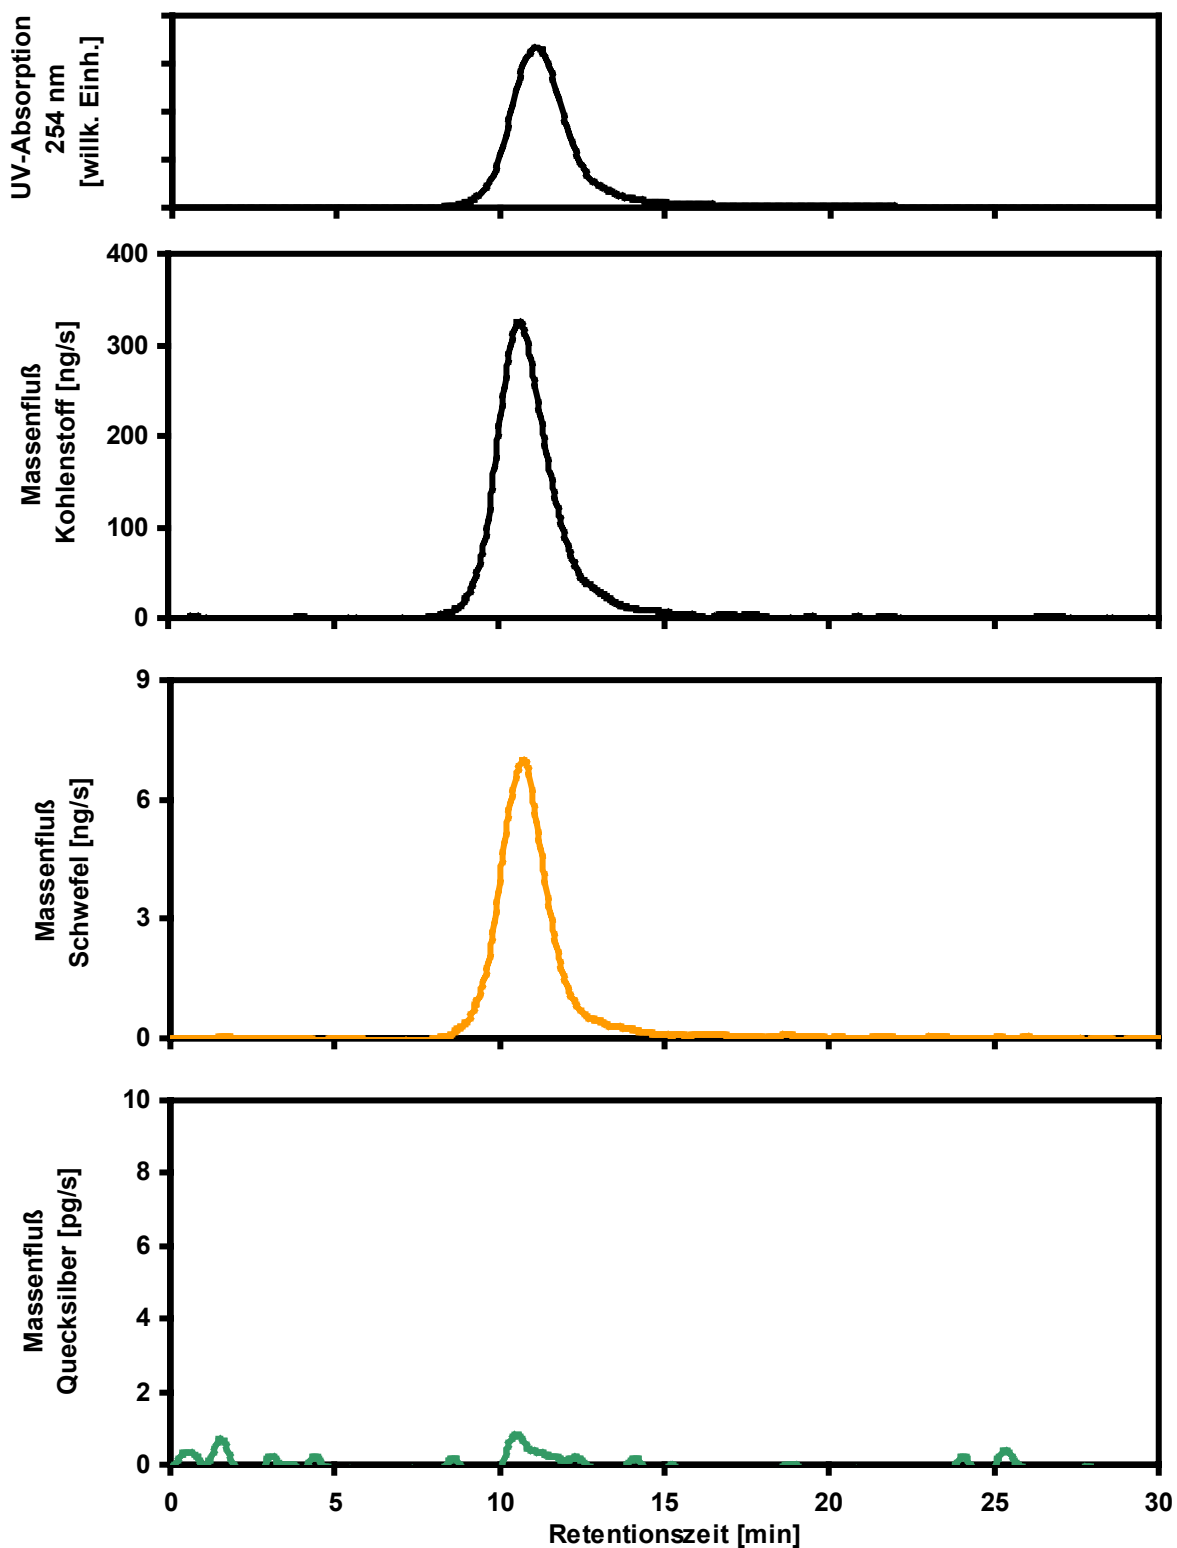 UV-Absorption
254 nm
[willk. Einh.]
400
300
200
100
0
Massenfluß
Kohlenstoff [ng/s]
9
6
3
0
Massenfluß
Schwefel [ng/s]
10
8
6
4
2
0
Massenfluß
Quecksilber [pg/s]
0 5 10 15 20 25 30
Retentionszeit [min]